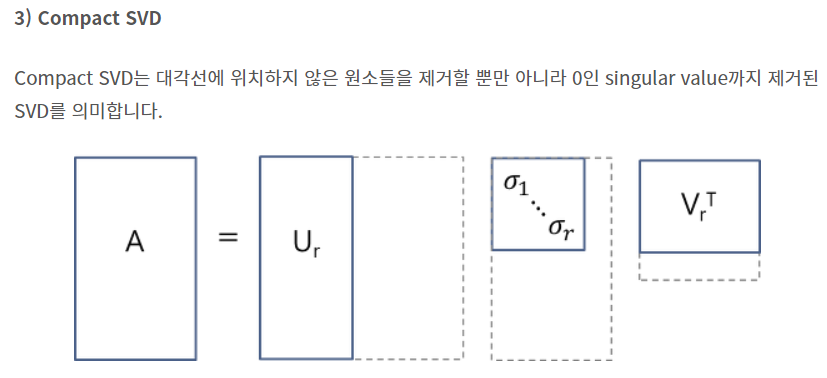 3) Compact SVD
Compact SVD는 대각선에 위치하지 않은 원소들을 제거할 뿐만 아니라 0인 singular value까지 제거된
SVD를 의미합니다.
A = Uᵣ σ₁ ⋱ σᵣ Vᵣᵀ